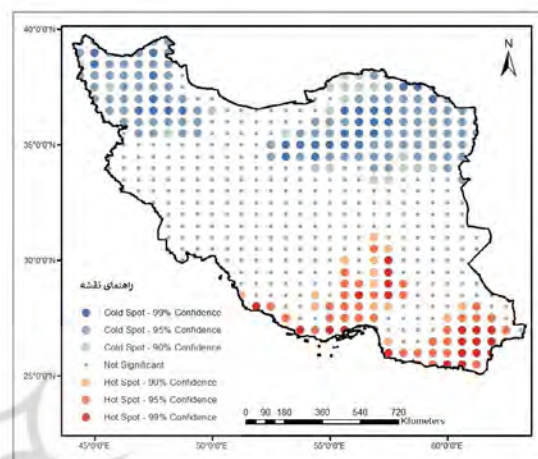 40°0'0"N
N
35°0'0"N
30°0'0"N
راهنمای نقشه
Cold Spot - 99% Confidence
Cold Spot - 95% Confidence
Cold Spot - 90% Confidence
Not Significant
25°0'0"N
Hot Spot - 90% Confidence
Hot Spot - 95% Confidence
Hot Spot - 99% Confidence
0 90 180 360 540 720
Kilometers
45°0'0"E 50°0'0"E 55°0'0"E 60°0'0"E